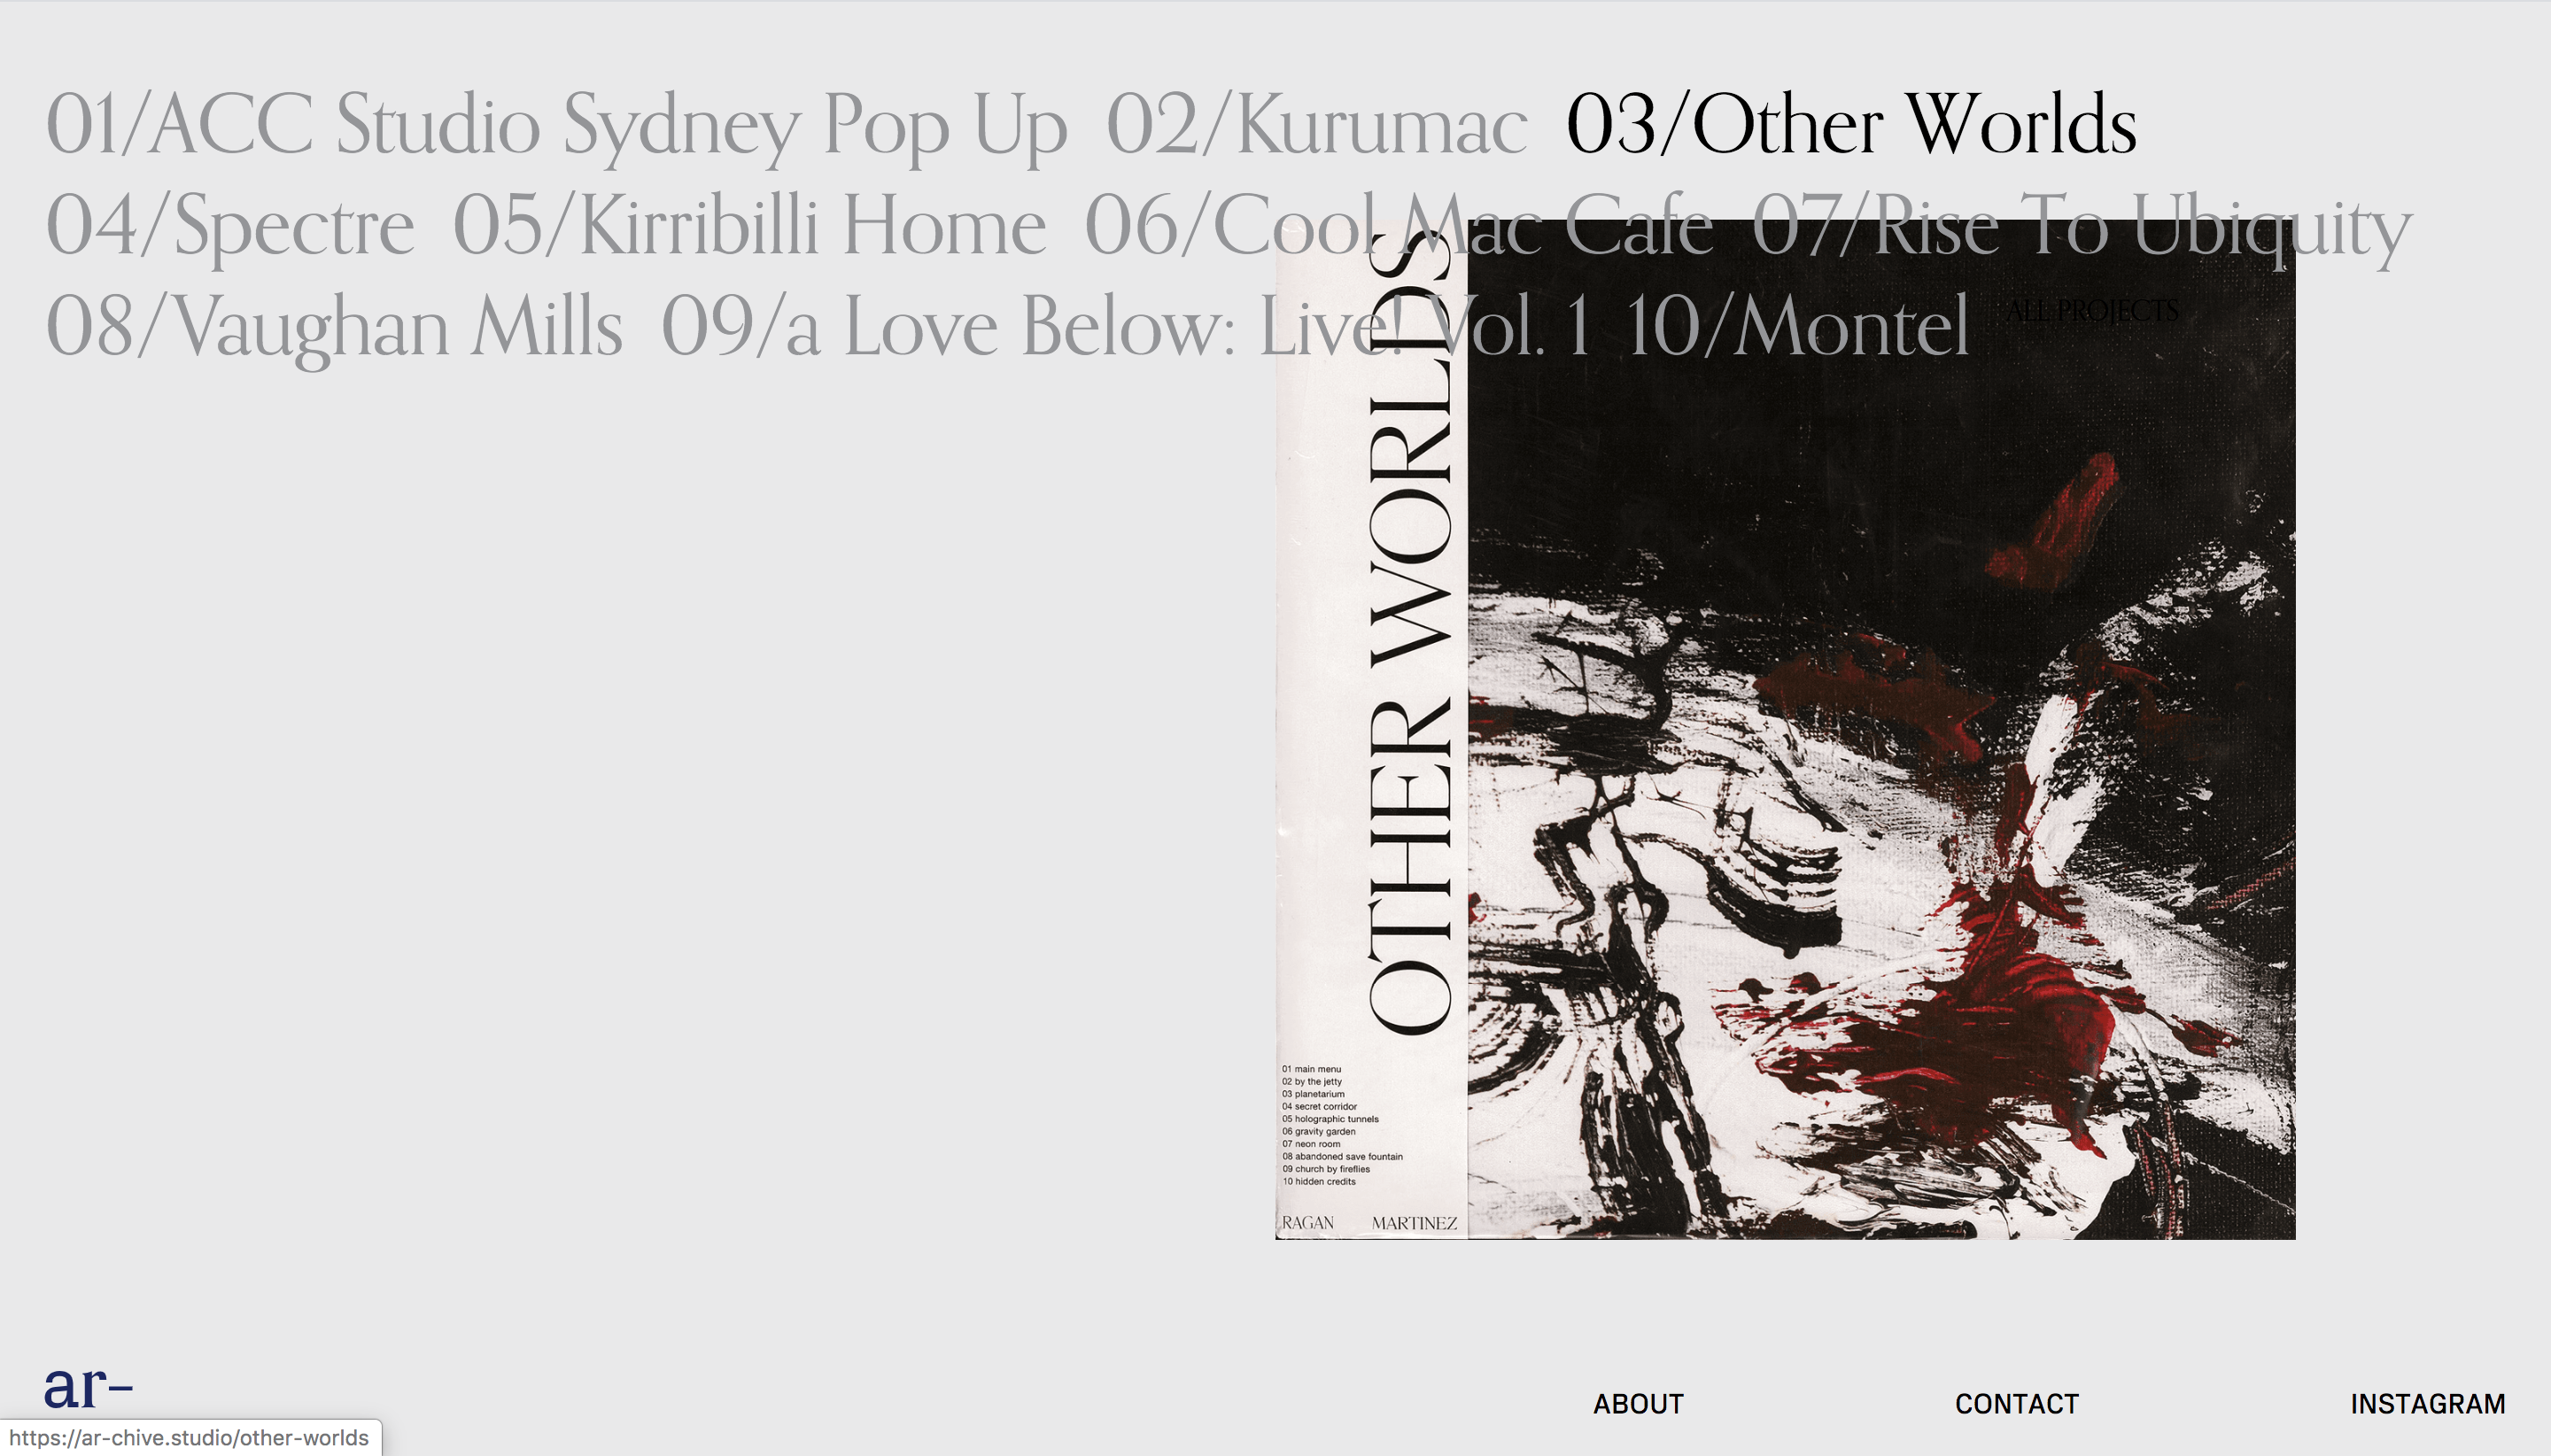 01/ACC Studio Sydney Pop Up 02/Kurumac 03/Other Worlds
04/Spectre 05/Kirribilli Home 06/Cool Mac Cafe 07/Rise To Ubiquity
08/Vaughan Mills 09/a Love Below: Live! Vol. 1 10/Montel ALL PROJECTS
OTHER WORLDS
01 main menu
02 by the jetty
03 planetarium
04 secret corridor
05 holographic tunnels
06 gravity garden
07 neon room
08 abandoned save fountain
09 church by fireflies
10 hidden credits
RAGAN MARTINEZ
ar-
ABOUT CONTACT INSTAGRAM
https://ar-chive.studio/other-worlds